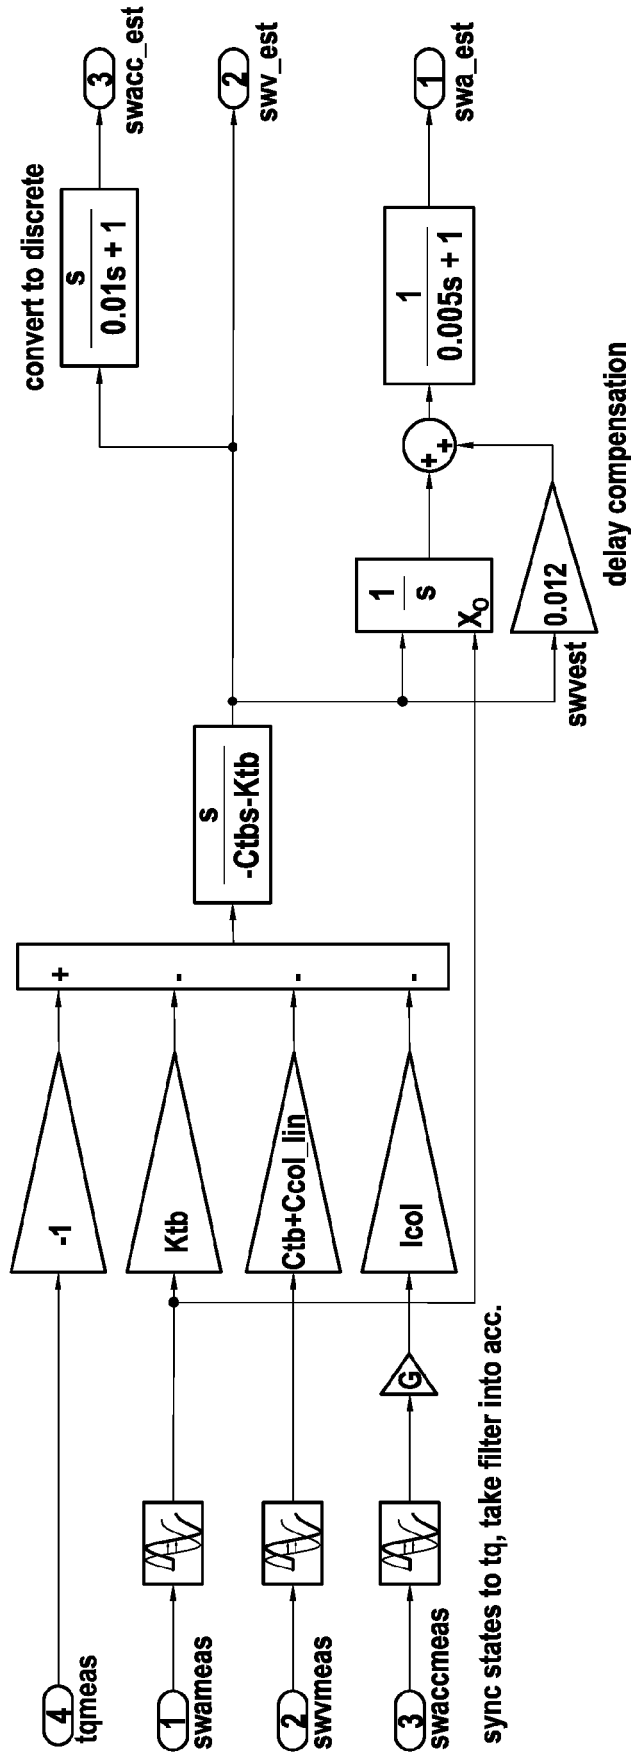 4
tqmeas
-1
+
1
swameas
Ktb
-
2
swvmeas
Ctb+Ccol_lin
-
3
swaccmeas
G
Icol
-
sync states to tq, take filter into acc.
s
-Ctbs-Ktb
convert to discrete
s
0.01s + 1
3
swacc_est
2
swv_est
1
s
X₀
+
+
1
0.005s + 1
1
swa_est
swvest
0.012
delay compensation